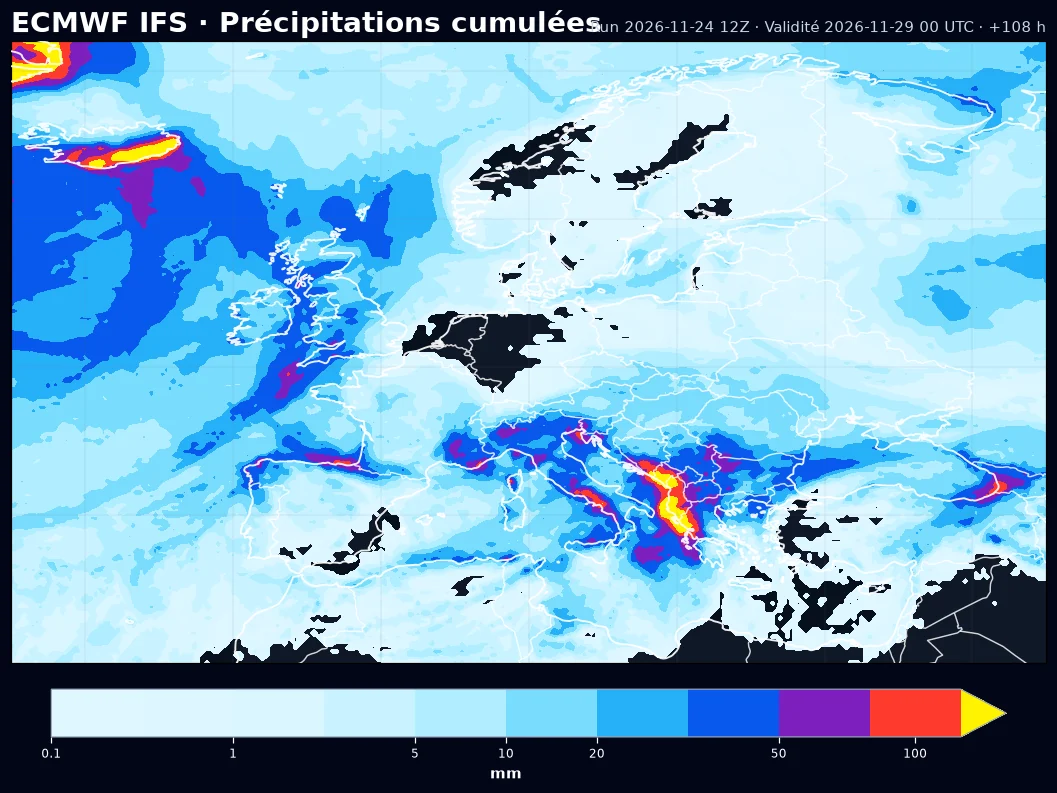 ECMWF IFS · Précipitations cumulées
Run 2026-11-24 12Z · Validité 2026-11-29 00 UTC · +108 h
0.1 1 5 10 20 50 100
mm